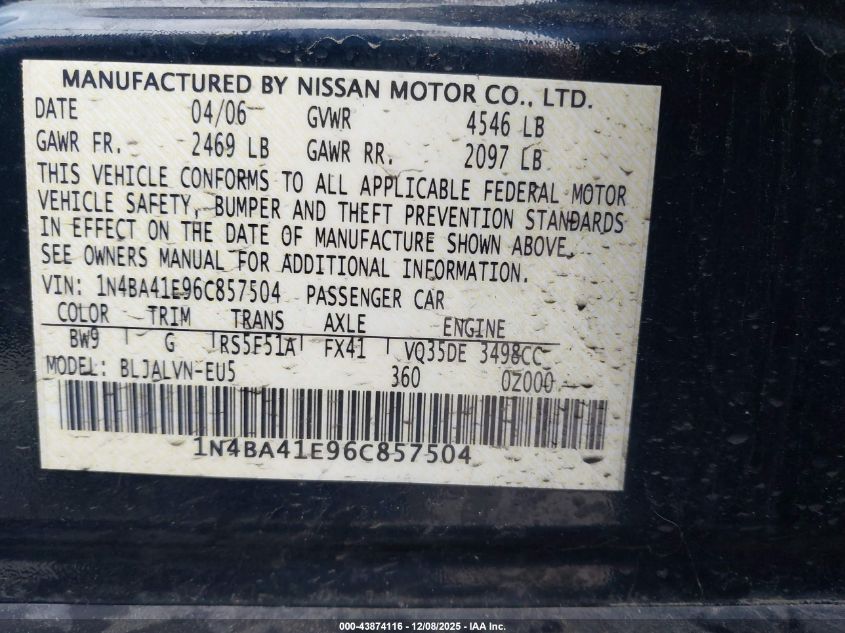 MANUFACTURED BY NISSAN MOTOR CO., LTD.
DATE 04/06 GVWR 4546 LB
GAWR FR. 2469 LB GAWR RR. 2097 LB
THIS VEHICLE CONFORMS TO ALL APPLICABLE FEDERAL MOTOR
VEHICLE SAFETY, BUMPER AND THEFT PREVENTION STANDARDS
IN EFFECT ON THE DATE OF MANUFACTURE SHOWN ABOVE.
SEE OWNERS MANUAL FOR ADDITIONAL INFORMATION.
VIN: 1N4BA41E96C857504 PASSENGER CAR
COLOR TRIM TRANS AXLE ENGINE
BW9 G RS5F51A FX41 VQ35DE 3498CC
MODEL: BLJALVN-EU5 360 0Z000
1N4BA41E96C857504
000-43874116 - 12/08/2025 - IAA Inc.